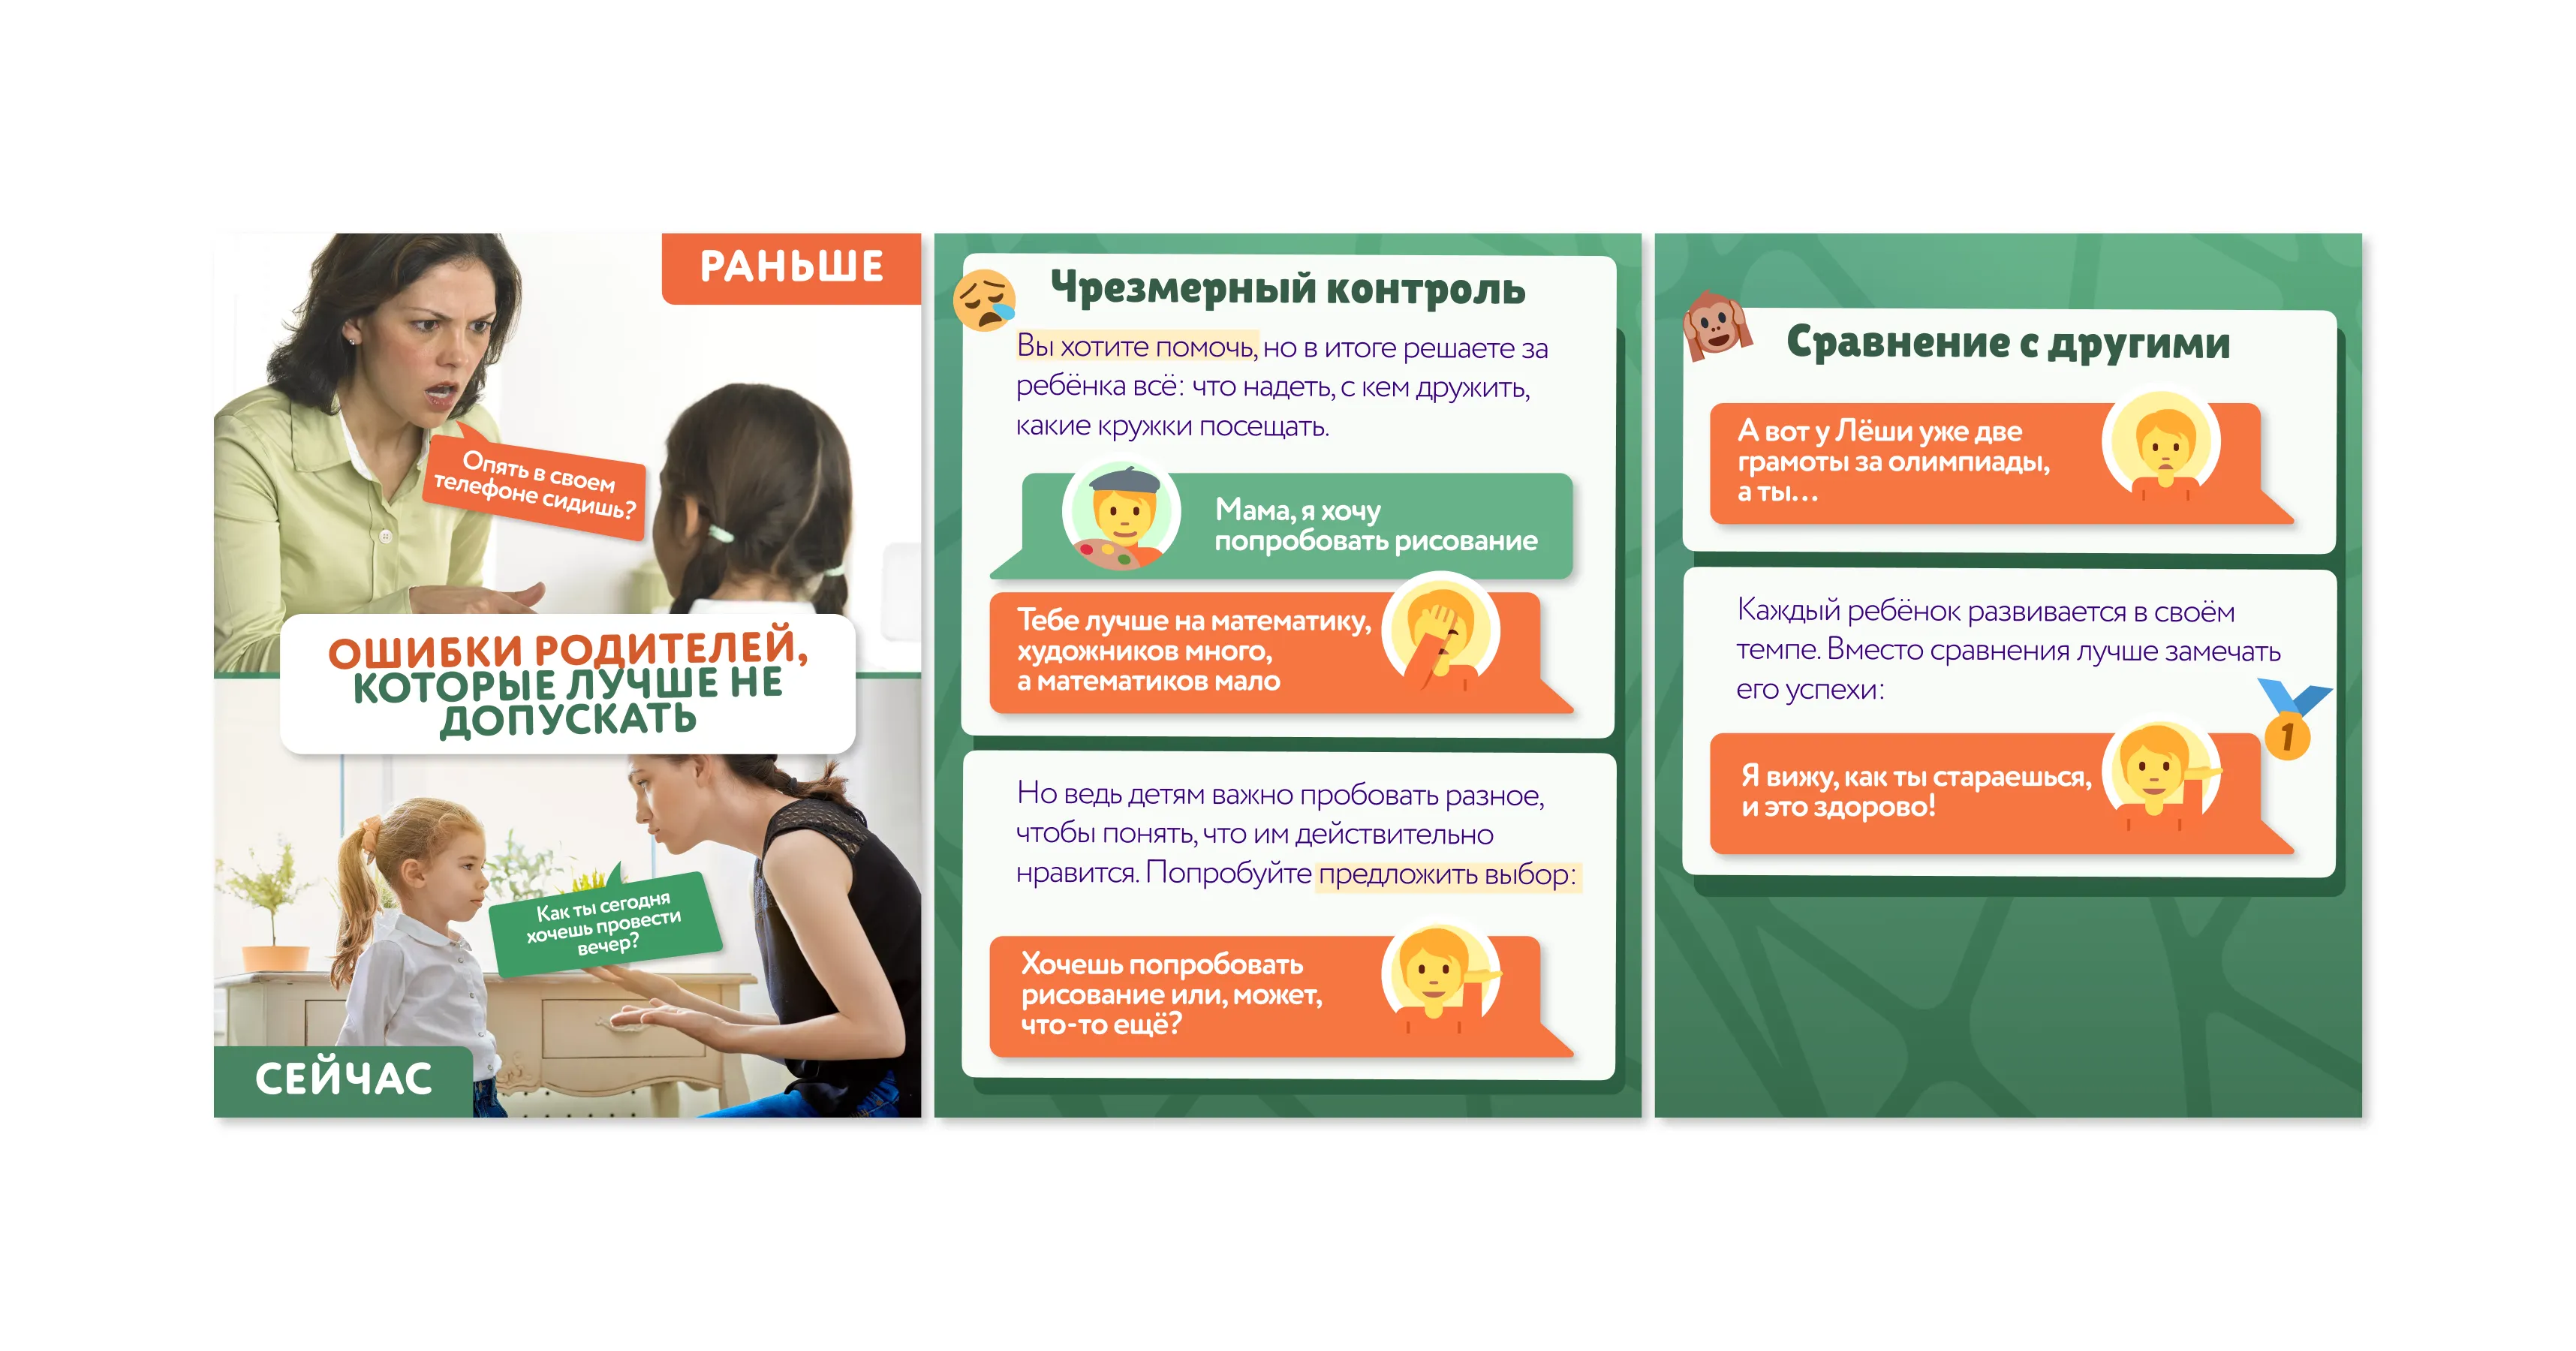 РАНЬШЕ
Опять в своем
телефоне сидишь?
ОШИБКИ РОДИТЕЛЕЙ,
КОТОРЫЕ ЛУЧШЕ НЕ
ДОПУСКАТЬ
Как ты сегодня
хочешь провести
вечер?
СЕЙЧАС
Чрезмерный контроль
Вы хотите помочь, но в итоге решаете за
ребёнка всё: что надеть, с кем дружить,
какие кружки посещать.
Мама, я хочу
попробовать рисование
Тебе лучше на математику,
художников много,
а математиков мало
Но ведь детям важно пробовать разное,
чтобы понять, что им действительно
нравится. Попробуйте предложить выбор:
Хочешь попробовать
рисование или, может,
что-то ещё?
Сравнение с другими
А вот у Лёши уже две
грамоты за олимпиады,
а ты...
Каждый ребёнок развивается в своём
темпе. Вместо сравнения лучше замечать
его успехи:
1
Я вижу, как ты стараешься,
и это здорово!